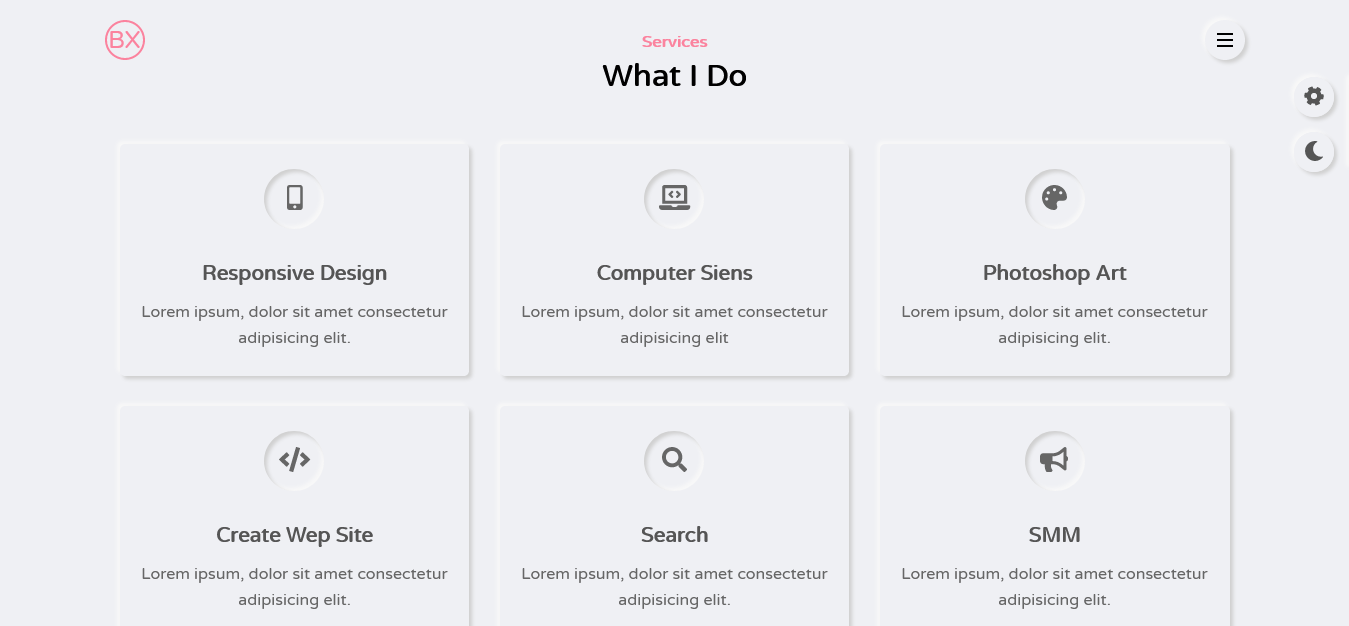 BX
Services
What I Do
Responsive Design
Lorem ipsum, dolor sit amet consectetur
adipisicing elit.
Computer Siens
Lorem ipsum, dolor sit amet consectetur
adipisicing elit
Photoshop Art
Lorem ipsum, dolor sit amet consectetur
adipisicing elit.
Create Wep Site
Lorem ipsum, dolor sit amet consectetur
adipisicing elit.
Search
Lorem ipsum, dolor sit amet consectetur
adipisicing elit.
SMM
Lorem ipsum, dolor sit amet consectetur
adipisicing elit.